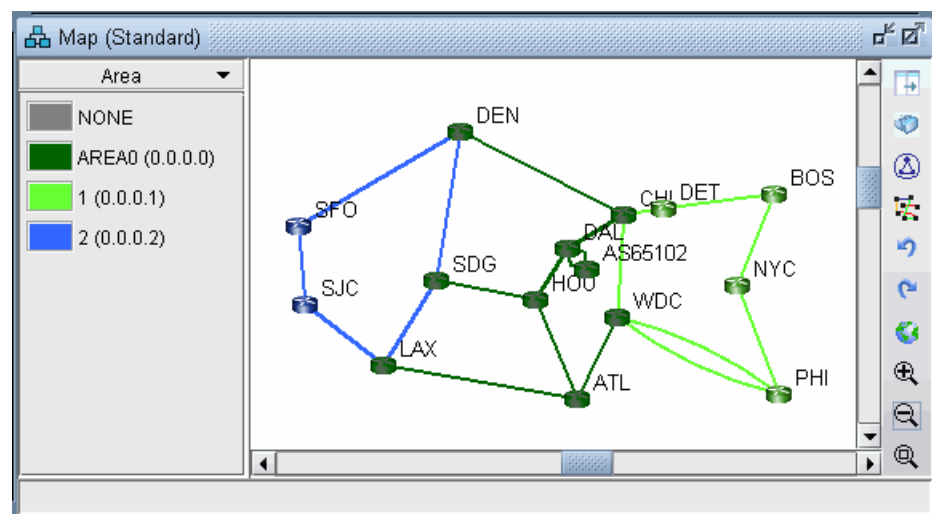 Map (Standard)
Area
NONE
AREA0 (0.0.0.0)
1 (0.0.0.1)
2 (0.0.0.2)
DEN
BOS
CHI
DET
SFO
DAL
AS65102
SDG
HOU
NYC
SJC
WDC
LAX
ATL
PHI